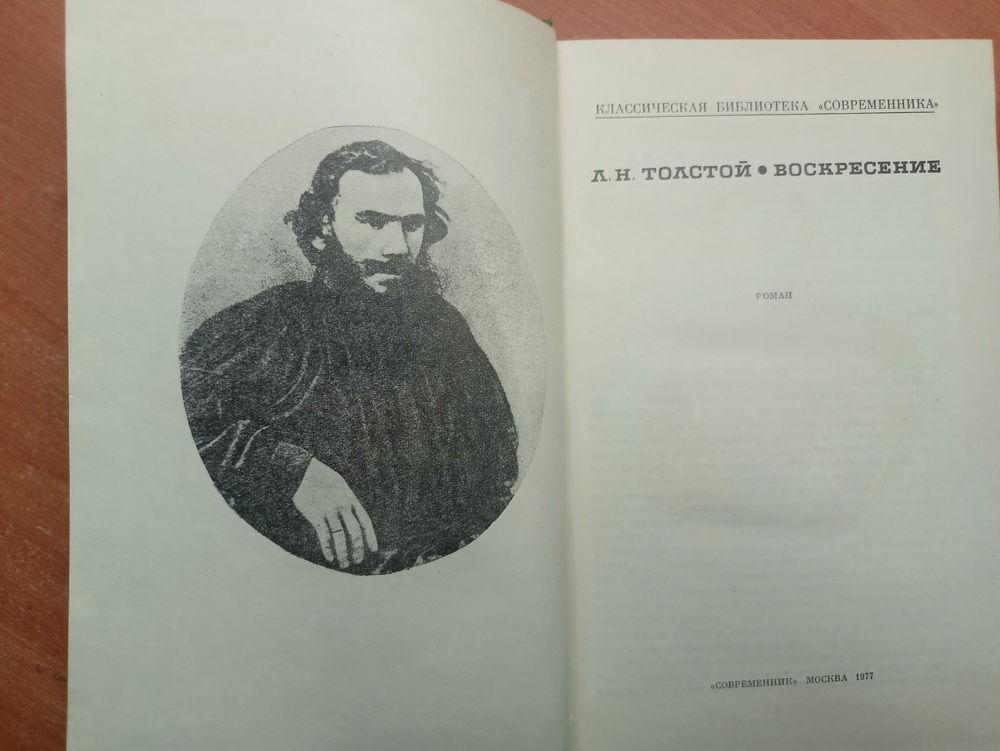 КЛАССИЧЕСКАЯ БИБЛИОТЕКА «СОВРЕМЕННИКА»
Л. Н. ТОЛСТОЙ • ВОСКРЕСЕНИЕ
РОМАН
«СОВРЕМЕННИК» МОСКВА 1977